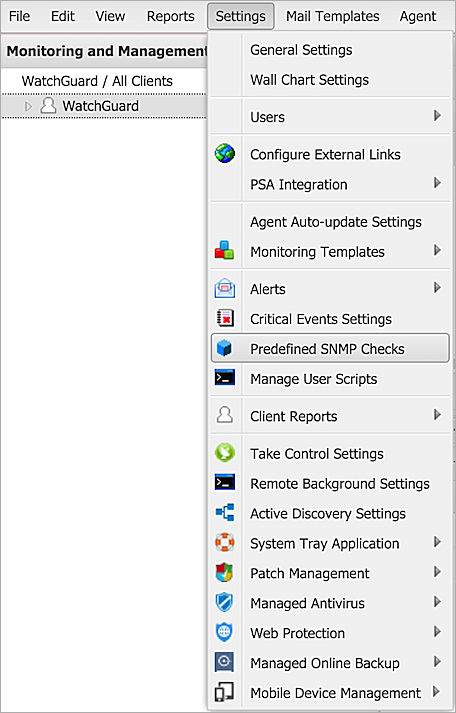 File Edit View Reports Settings Mail Templates Agent
Monitoring and Management
WatchGuard / All Clients
WatchGuard
General Settings
Wall Chart Settings
Users
Configure External Links
PSA Integration
Agent Auto-update Settings
Monitoring Templates
Alerts
Critical Events Settings
Predefined SNMP Checks
Manage User Scripts
Client Reports
Take Control Settings
Remote Background Settings
Active Discovery Settings
System Tray Application
Patch Management
Managed Antivirus
Web Protection
Managed Online Backup
Mobile Device Management